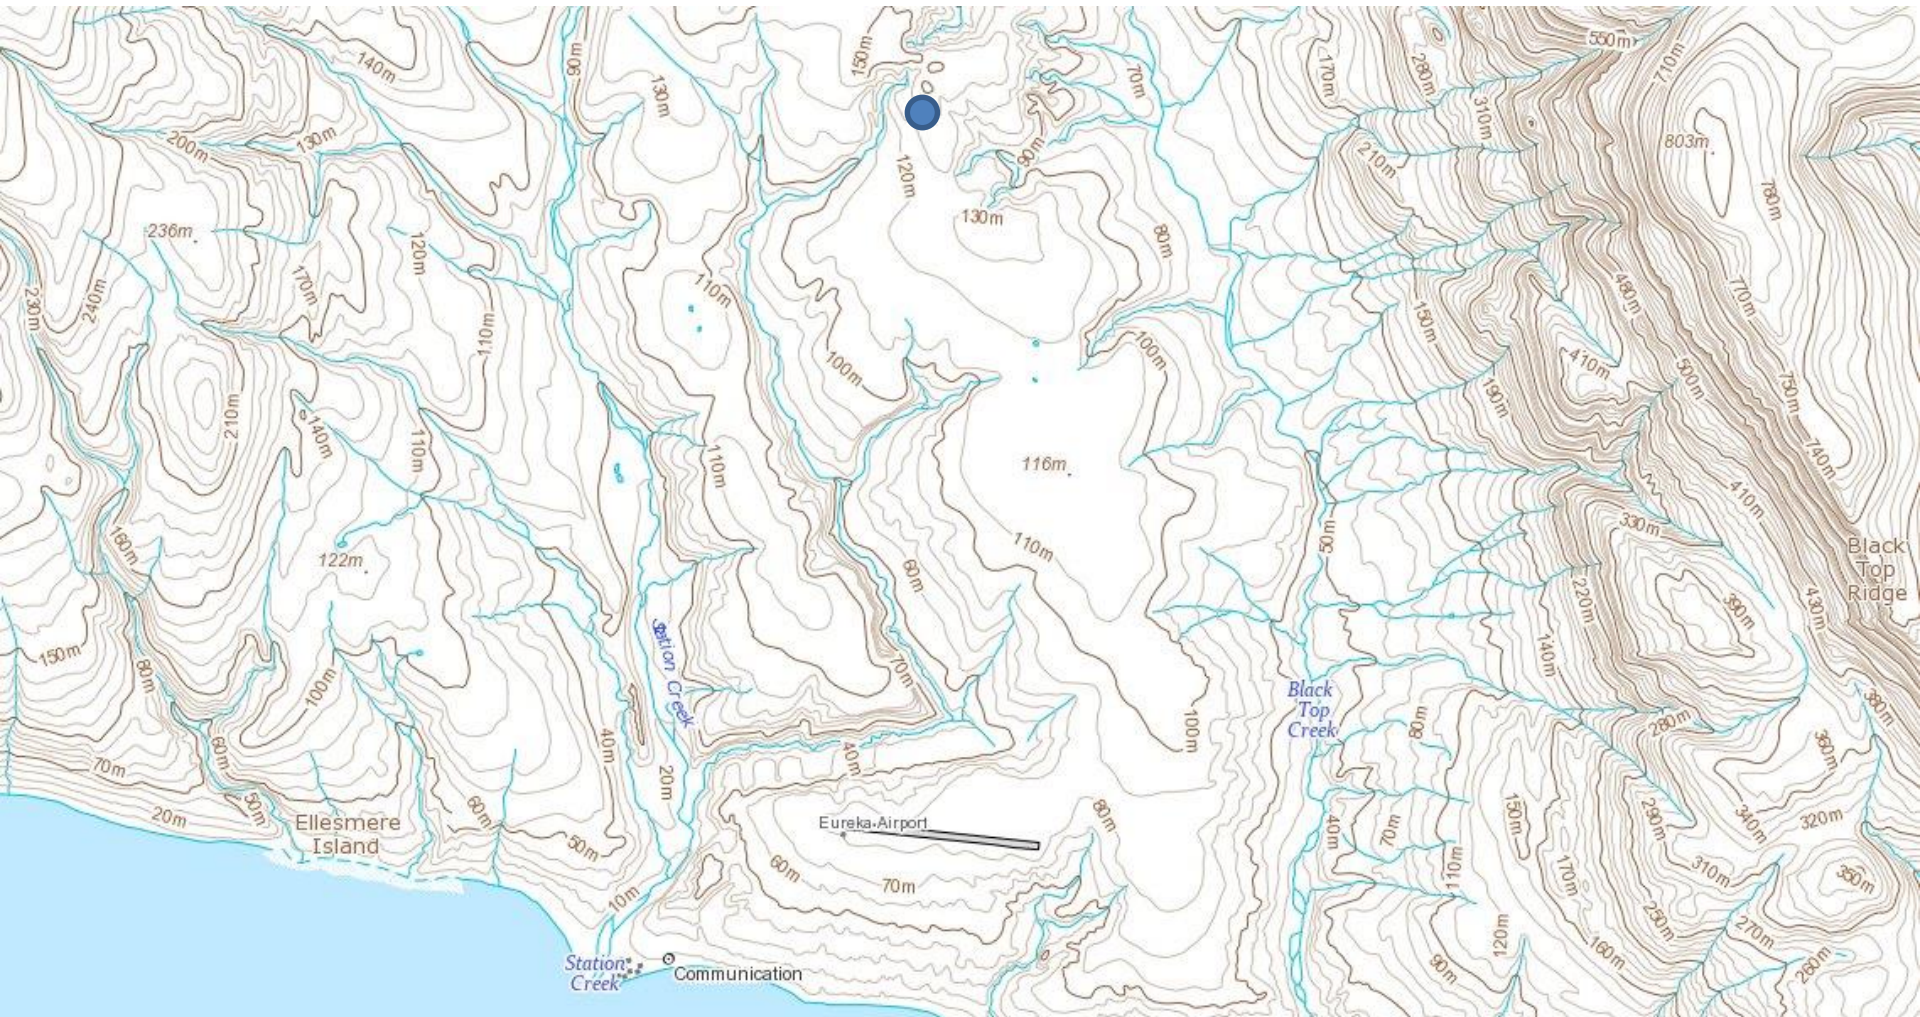 550m
150m
140m
90m
710m
280m
170m
70m
130m
310m
803m
200m
130m
90m
210m
120m
780m
130m
236m
120m
80m
170m
240m
110m
480m
770m
230m
150m
110m
100m
100m
410m
500m
750m
190m
210m
140m
110m
740m
110m
116m
410m
330m
50m
160m
110m
Black
Top
Ridge
122m
60m
220m
390m
430m
Station Creek
150m
140m
80m
70m
100m
Black
Top
Creek
380m
280m
100m
80m
40m
60m
40m
360m
70m
20m
50m
60m
80m
150m
290m
340m
320m
20m
Ellesmere
Island
Eureka Airport
40m
70m
50m
60m
70m
110m
170m
310m
350m
10m
250m
270m
120m
160m
90m
260m
Station
Creek
Communication